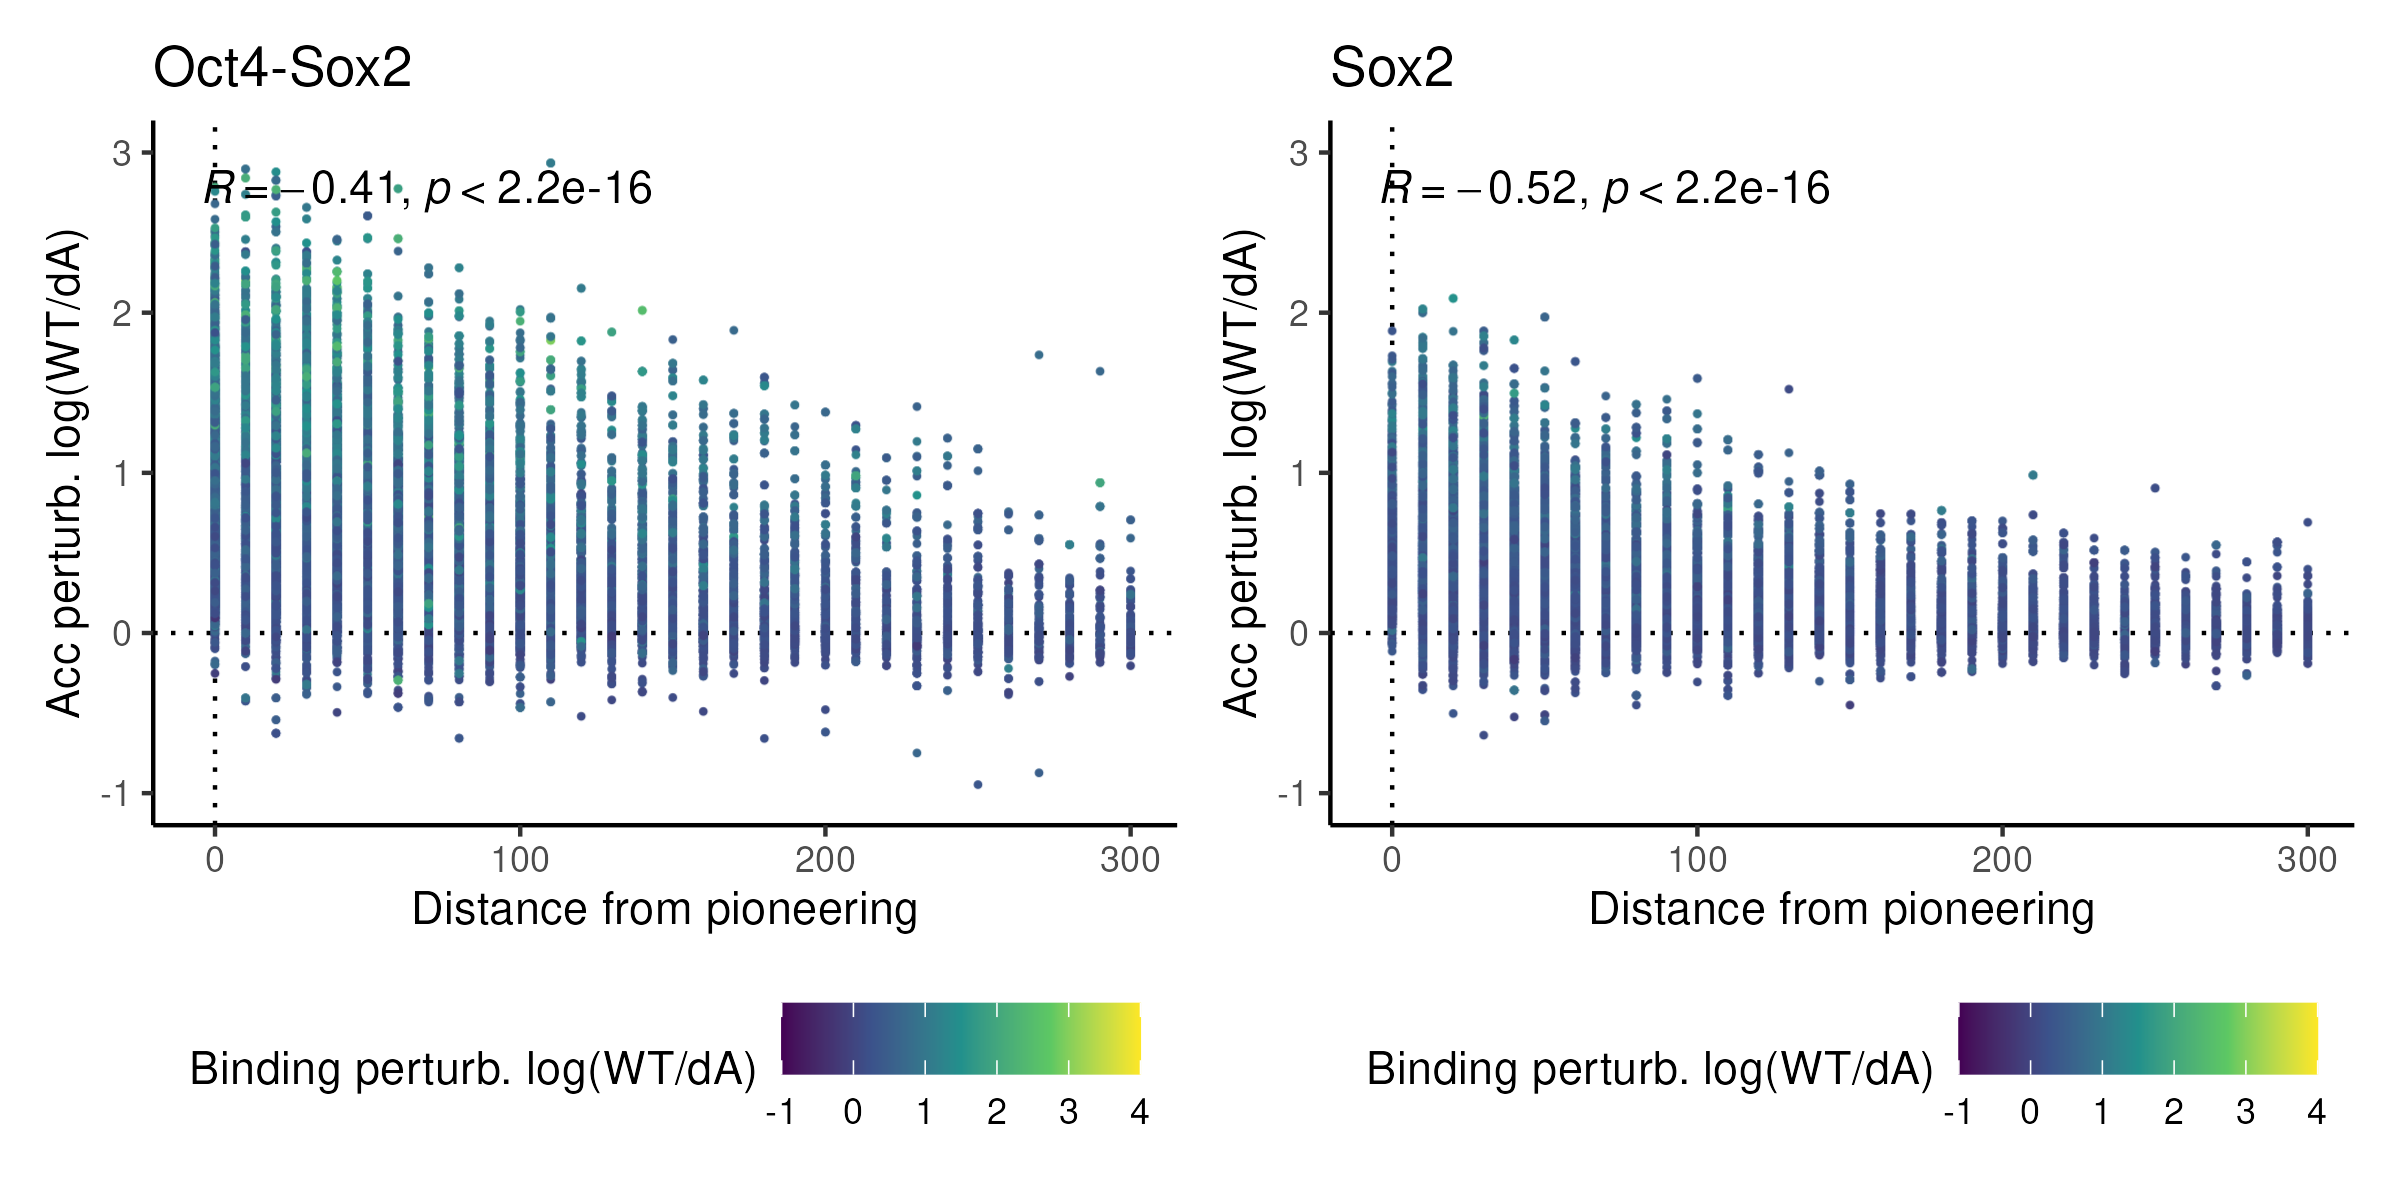 Oct4-Sox2
R = −0.41, p < 2.2e-16
Acc perturb. log(WT/dA)
3
2
1
0
-1
0 100 200 300
Distance from pioneering
Binding perturb. log(WT/dA)
-1 0 1 2 3 4
Sox2
R = −0.52, p < 2.2e-16
Acc perturb. log(WT/dA)
3
2
1
0
-1
0 100 200 300
Distance from pioneering
Binding perturb. log(WT/dA)
-1 0 1 2 3 4